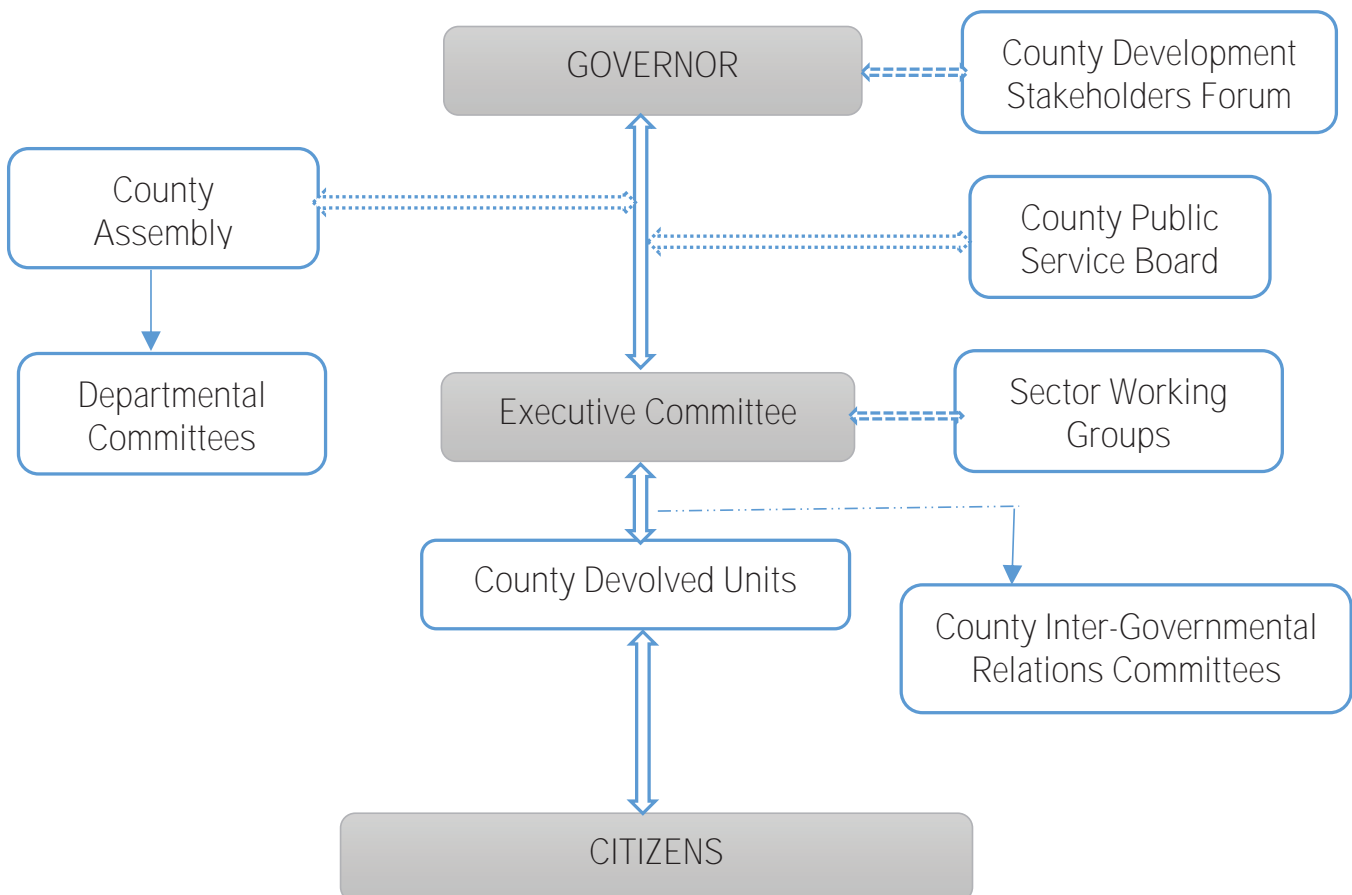 GOVERNOR
County Development
Stakeholders Forum
County
Assembly
County Public
Service Board
Departmental
Committees
Executive Committee
Sector Working
Groups
County Devolved Units
County Inter-Governmental
Relations Committees
CITIZENS